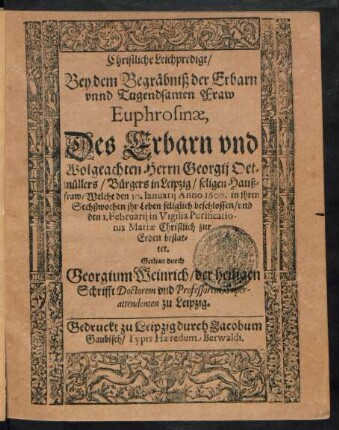 Christliche Leichpredigt/
Bey dem Begräbniß der Erbarn
vnnd Tugendsamen Fraw
Euphrosinæ,
Des Erbarn vnd
Wolgeachten Herrn Georgij Oet-
müllers / Bürgers in Leipzig / seligen Hauß-
fraw / Welche den 30. Ianuarij Anno 1600. in ihren
Sechßwochen ihr Leben seliglich beschlossen / vnd
den 1. Februarij in Vigilia Purificatio-
nis Mariæ Christlich zur
Erden bestat-
tet.
Gethan durch
Georgium Weinrich / der heiligen
Schrifft Doctorem vnd Professorem, Super-
attendenten zu Leipzig.
Gedruckt zu Leipzig durch Jacobum
Gaubisch / Typis Hæredum Berwaldi.